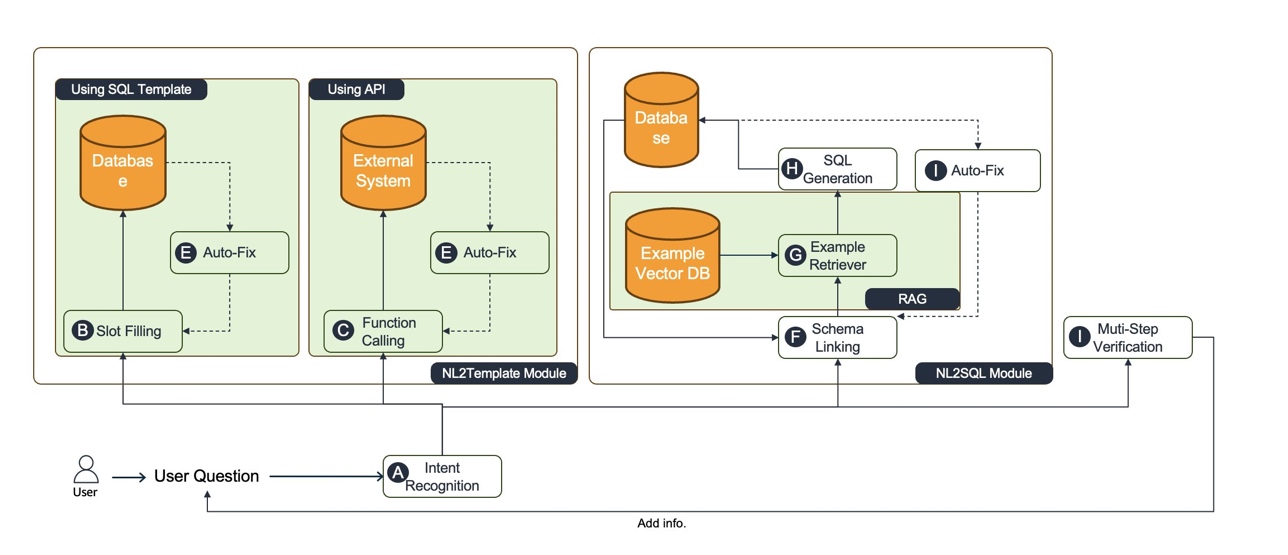 Using SQL Template
Databas
e
E Auto-Fix
B Slot Filling
Using API
External
System
E Auto-Fix
C Function
Calling
NL2Template Module
Databa
se
H SQL
Generation
I Auto-Fix
Example
Vector DB
G Example
Retriever
RAG
F Schema
Linking
NL2SQL Module
I Muti-Step
Verification
User
User Question
A Intent
Recognition
Add info.